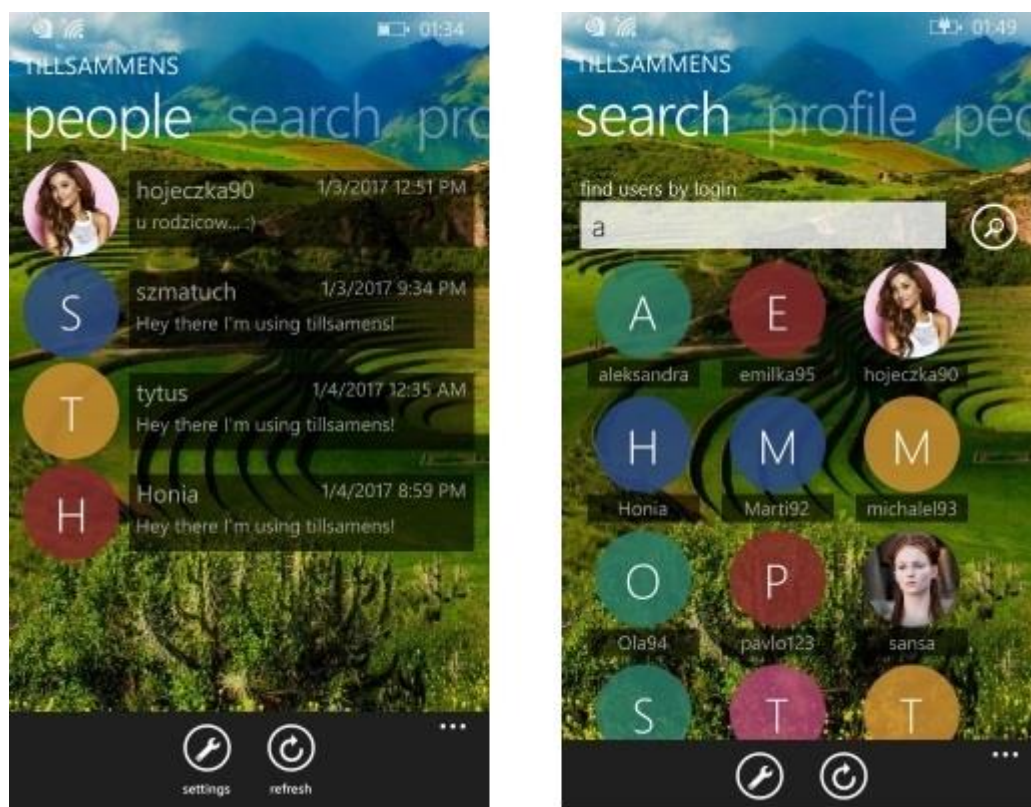 01:34
TILLSAMMENS
people search pro
hojeczka90 1/3/2017 12:51 PM
u rodzicow... :)
S
szmatuch 1/3/2017 9:34 PM
Hey there I'm using tillsamens!
T
tytus 1/4/2017 12:35 AM
Hey there I'm using tillsamens!
H
Honia 1/4/2017 8:59 PM
Hey there I'm using tillsamens!
...
settings refresh
01:49
TILLSAMMENS
search profile peo
find users by login
a
A E
aleksandra emilka95 hojeczka90
H M M
Honia Marti92 michalel93
O P
Ola94 pavlo123 sansa
S T T
...